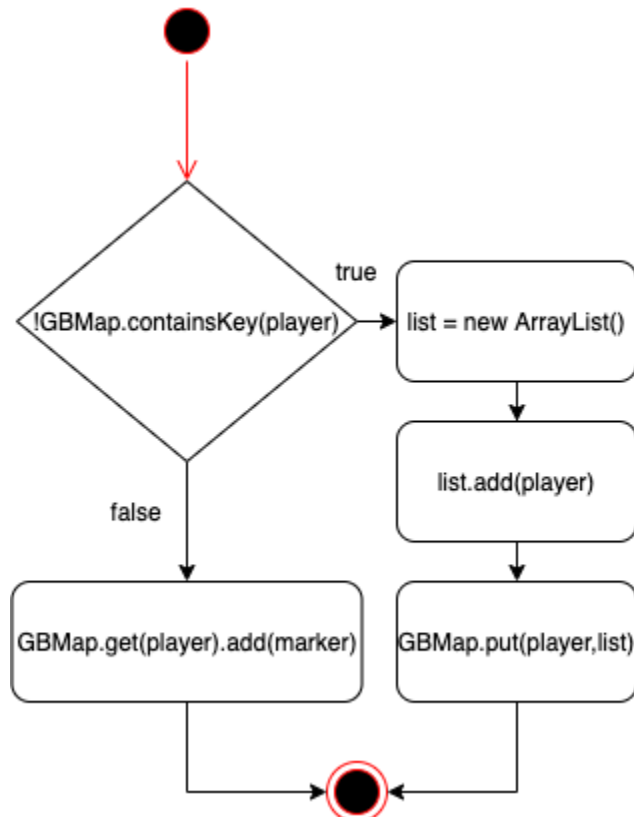 true
!GBMap.containsKey(player)
list = new ArrayList()
list.add(player)
false
GBMap.get(player).add(marker)
GBMap.put(player,list)